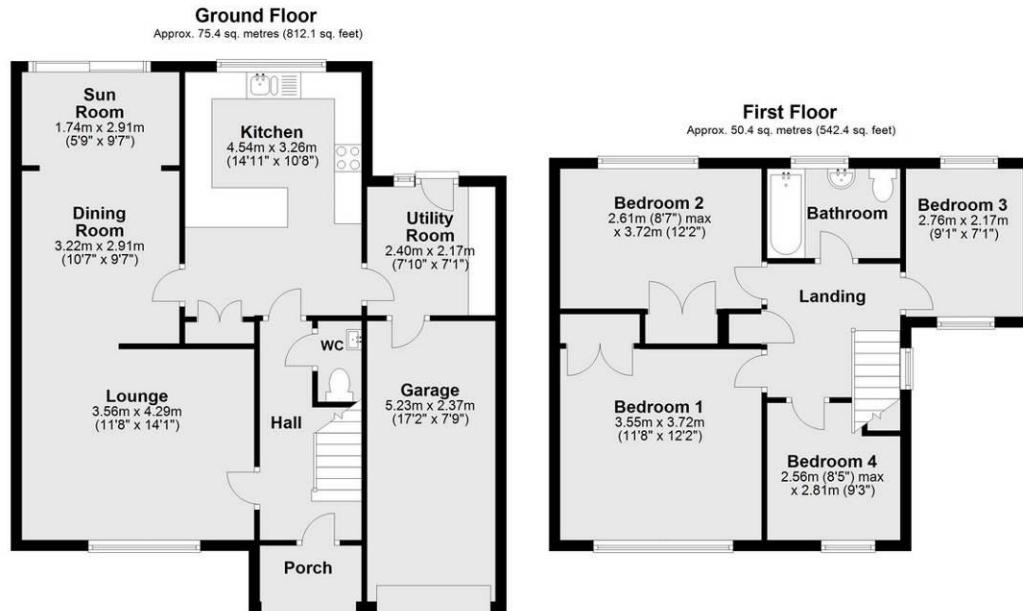 Ground Floor
Approx. 75.4 sq. metres (812.1 sq. feet)
Sun
Room
1.74m x 2.91m
(5'9" x 9'7")
Kitchen
4.54m x 3.26m
(14'11" x 10'8")
Dining
Room
3.22m x 2.91m
(10'7" x 9'7")
Utility
Room
2.40m x 2.17m
(7'10" x 7'1")
WC
Lounge
3.56m x 4.29m
(11'8" x 14'1")
Hall
Garage
5.23m x 2.37m
(17'2" x 7'9")
Porch
First Floor
Approx. 50.4 sq. metres (542.4 sq. feet)
Bedroom 2
2.61m (8'7") max
x 3.72m (12'2")
Bathroom
Bedroom 3
2.76m x 2.17m
(9'1" x 7'1")
Landing
Bedroom 1
3.55m x 3.72m
(11'8" x 12'2")
Bedroom 4
2.56m (8'5") max
x 2.81m (9'3")